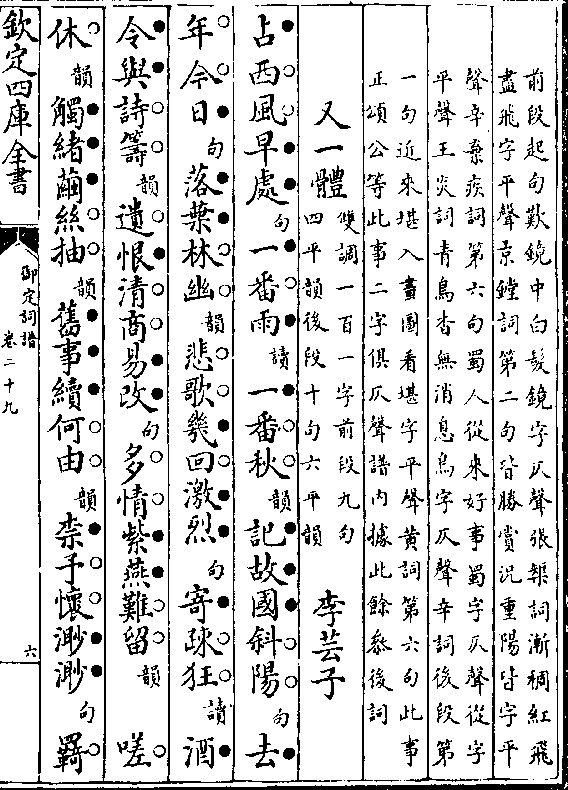 前段起句歎鏡中白髮鏡字仄聲張榘詞漸稠紅飛
盡飛字平聲京鏜詞第二句皆勝賞況重陽皆字平
聲辛棄疾詞第六句蜀人從來好事蜀字仄聲從字
平聲王炎詞青鳥杳無消息鳥字仄聲辛詞後段第
一句近來堪入畫圖看堪字平聲黄詞第六句此事
正頌公等此事二字俱仄聲譜内據此餘叅後詞
又一體 雙調一百一字前段九句四平韻後段十句六平韻 李芸子
占西風早處句一番雨讀一番秋韻記故國斜陽句去
年今日句落葉林幽韻悲歌幾回激烈句寄疎狂讀酒
令與詩籌韻遺恨清商易改句多情紫燕難留韻 嗟
休韻觸緒繭絲抽韻舊事續何由韻柰予懷渺渺句羇
欽定四庫全書
御定詞譜
卷二十九
六